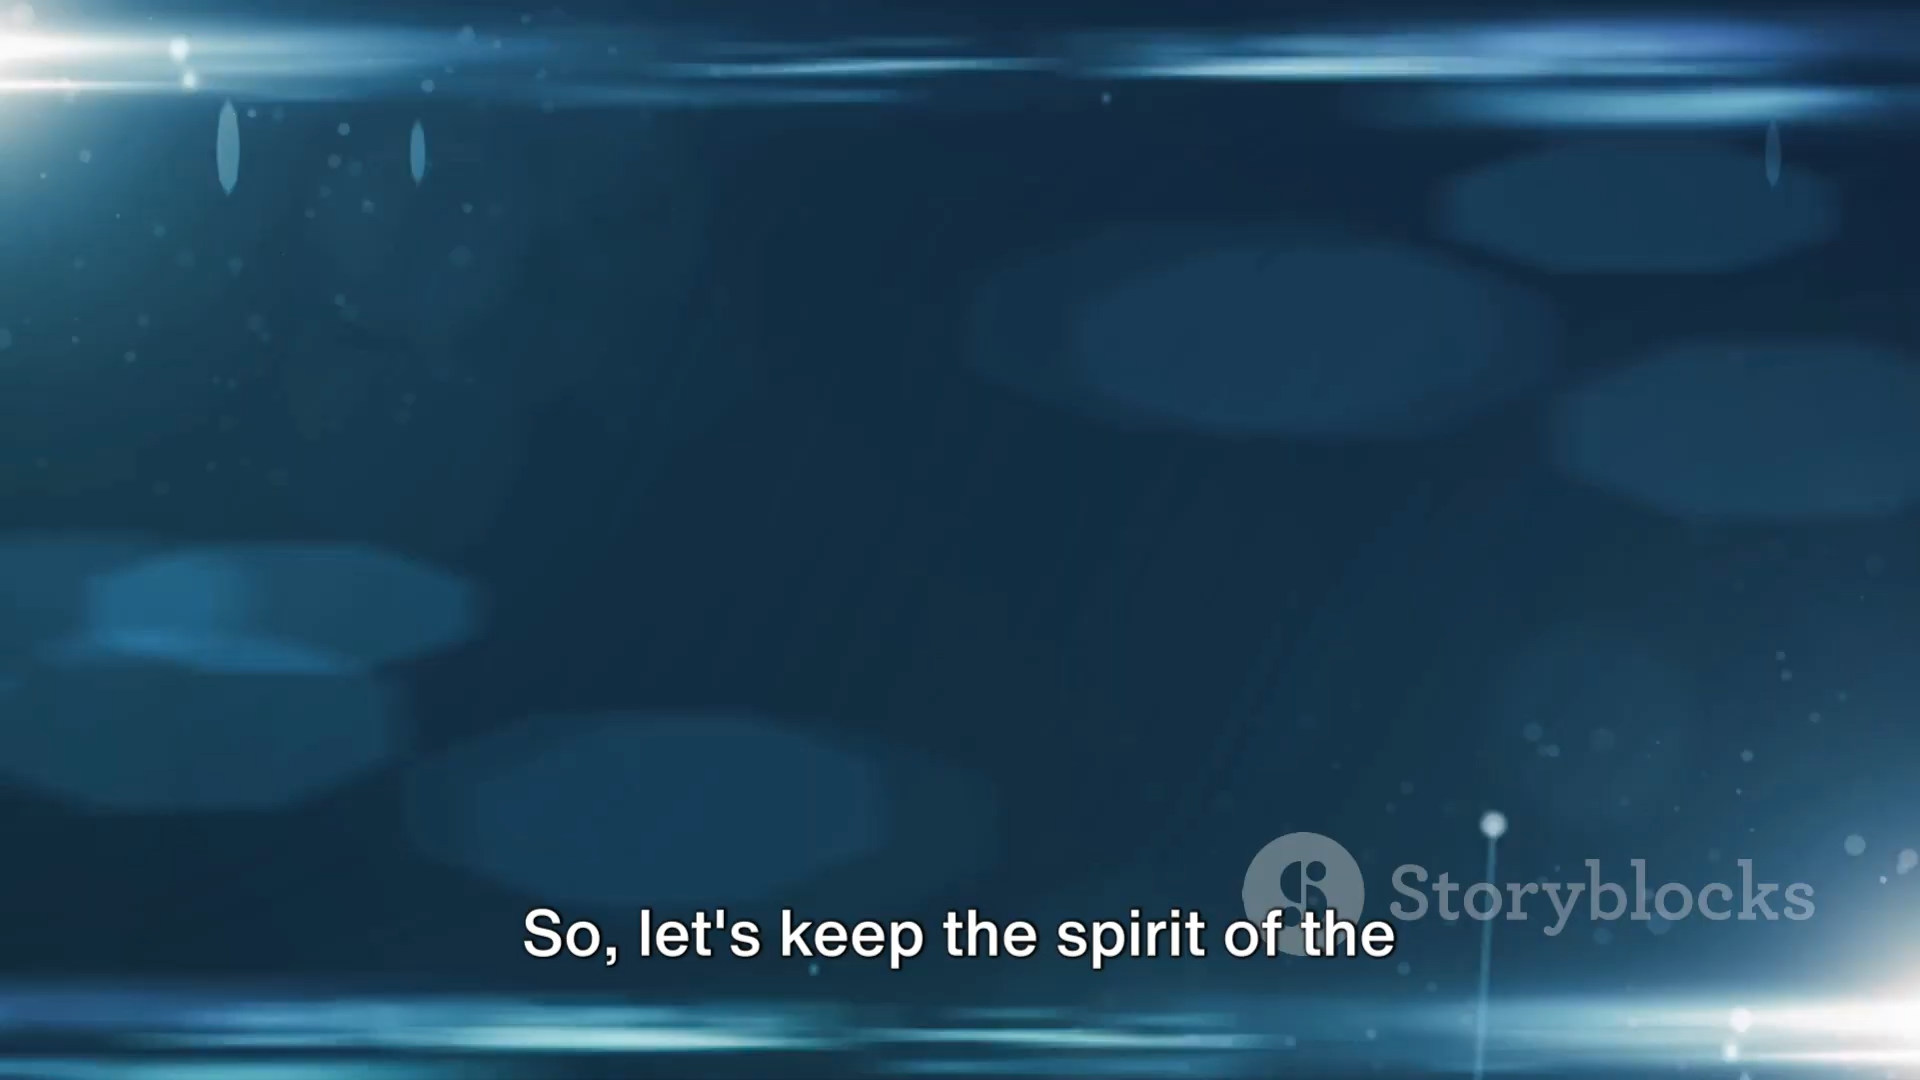 So, let's keep the spirit of the
Storyblocks